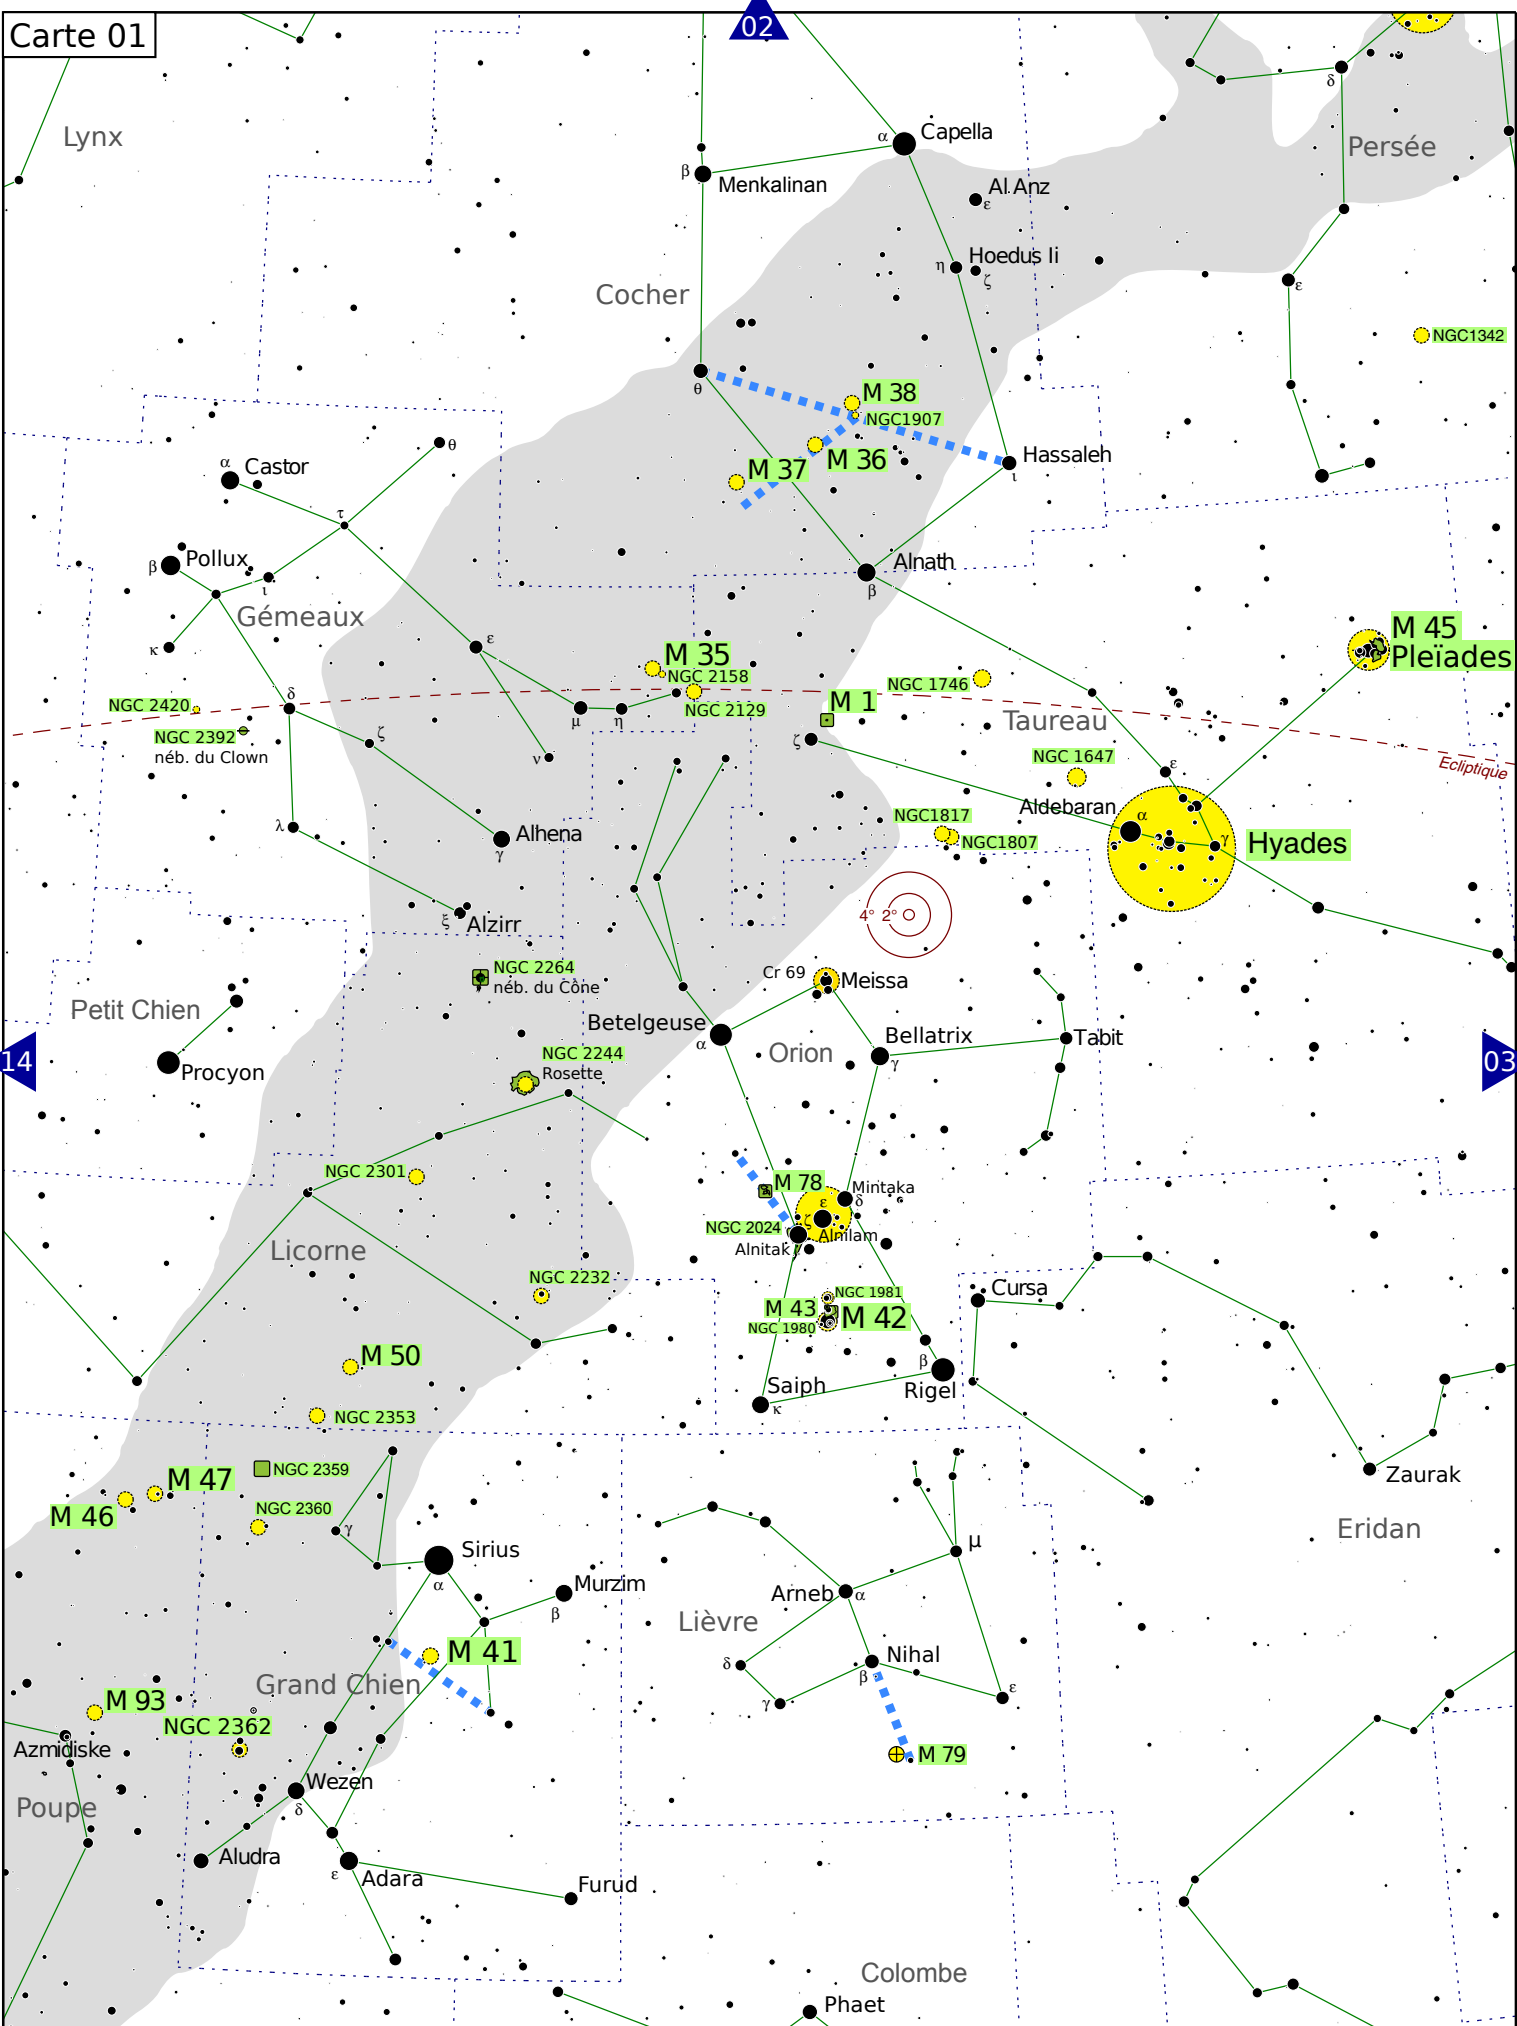 Carte 01
02
Lynx
α
Capella
δ
Persée
β
Menkalinan
Al Anz
ε
η
Hoedus Ii
ζ
ε
Cocher
NGC1342
θ
M 38
NGC1907
θ
α
Castor
M 37
M 36
Hassaleh
ι
τ
β
Pollux
ι
Alnath
β
Gémeaux
κ
ε
M 35
NGC 2158
M 45
Pleïades
NGC 1746
NGC 2420
δ
μ
η
NGC 2129
M 1
Taureau
NGC 2392
néb. du Clown
ζ
ν
ζ
NGC 1647
ε
Ecliptique
Aldebaran
α
λ
Alhena
γ
NGC1817
NGC1807
γ
Hyades
ξ
Alzirr
4° 2°
NGC 2264
néb. du Cône
Cr 69
Meissa
Petit Chien
Betelgeuse
α
Orion
Bellatrix
γ
Tabit
14
03
Procyon
NGC 2244
Rosette
NGC 2301
M 78
Mintaka
δ
ε
ζ
NGC 2024
Alnilam
Alnitak
Licorne
NGC 2232
NGC 1981
M 43
M 42
NGC 1980
Cursa
M 50
β
Rigel
Saiph
κ
NGC 2353
NGC 2359
Zaurak
M 47
M 46
NGC 2360
γ
Eridan
Sirius
α
μ
Murzim
β
Arneb
α
Lièvre
M 41
δ
Nihal
β
Grand Chien
γ
ε
M 93
NGC 2362
Azmidiske
M 79
Wezen
δ
Poupe
Aludra
ε
Adara
Furud
Colombe
Phaet